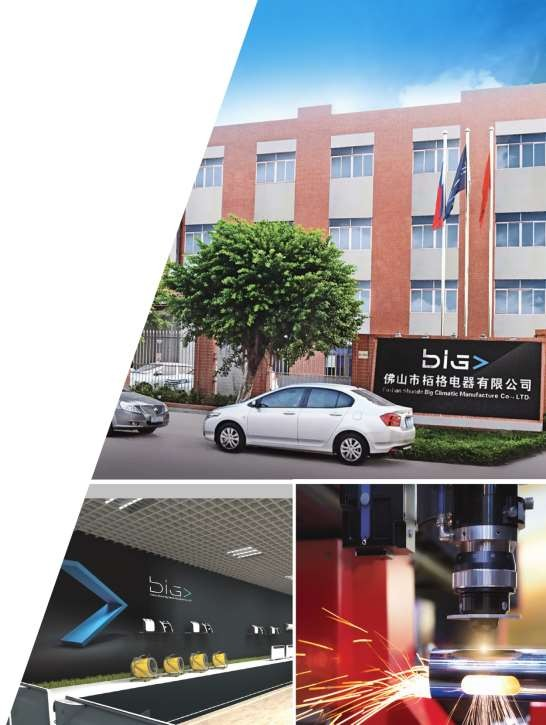 BIG>
佛山市栢格电器有限公司
Foshan Shunde Big Climatic Manufacture Co., LTD.
BIG>